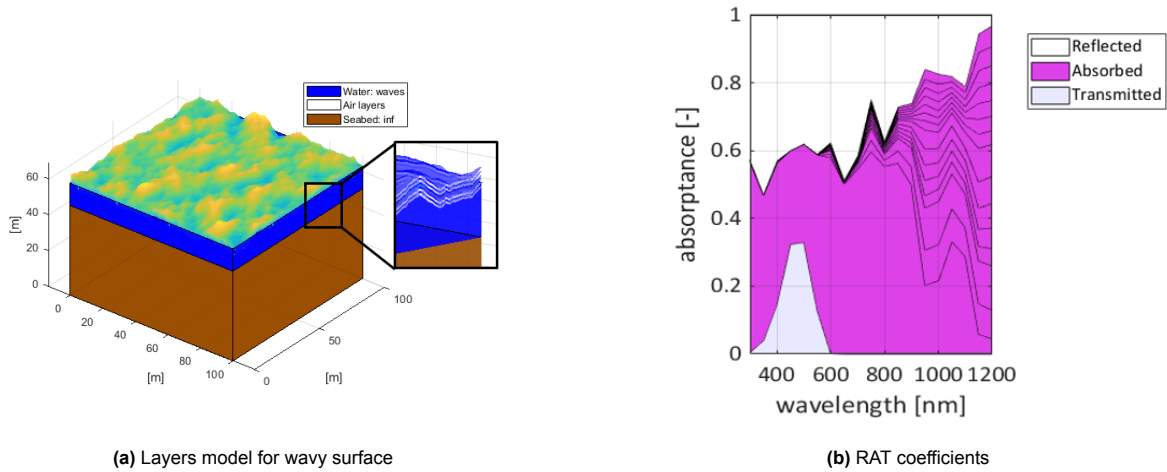 Water: waves
Air layers
Seabed: inf
60
40
20
0
[m]
0
20
40
60
80
100
[m]
0
50
100
[m]
(a) Layers model for wavy surface
1
0.8
0.6
0.4
0.2
0
absorptance [-]
400 600 800 1000 1200
wavelength [nm]
Reflected
Absorbed
Transmitted
(b) RAT coefficients